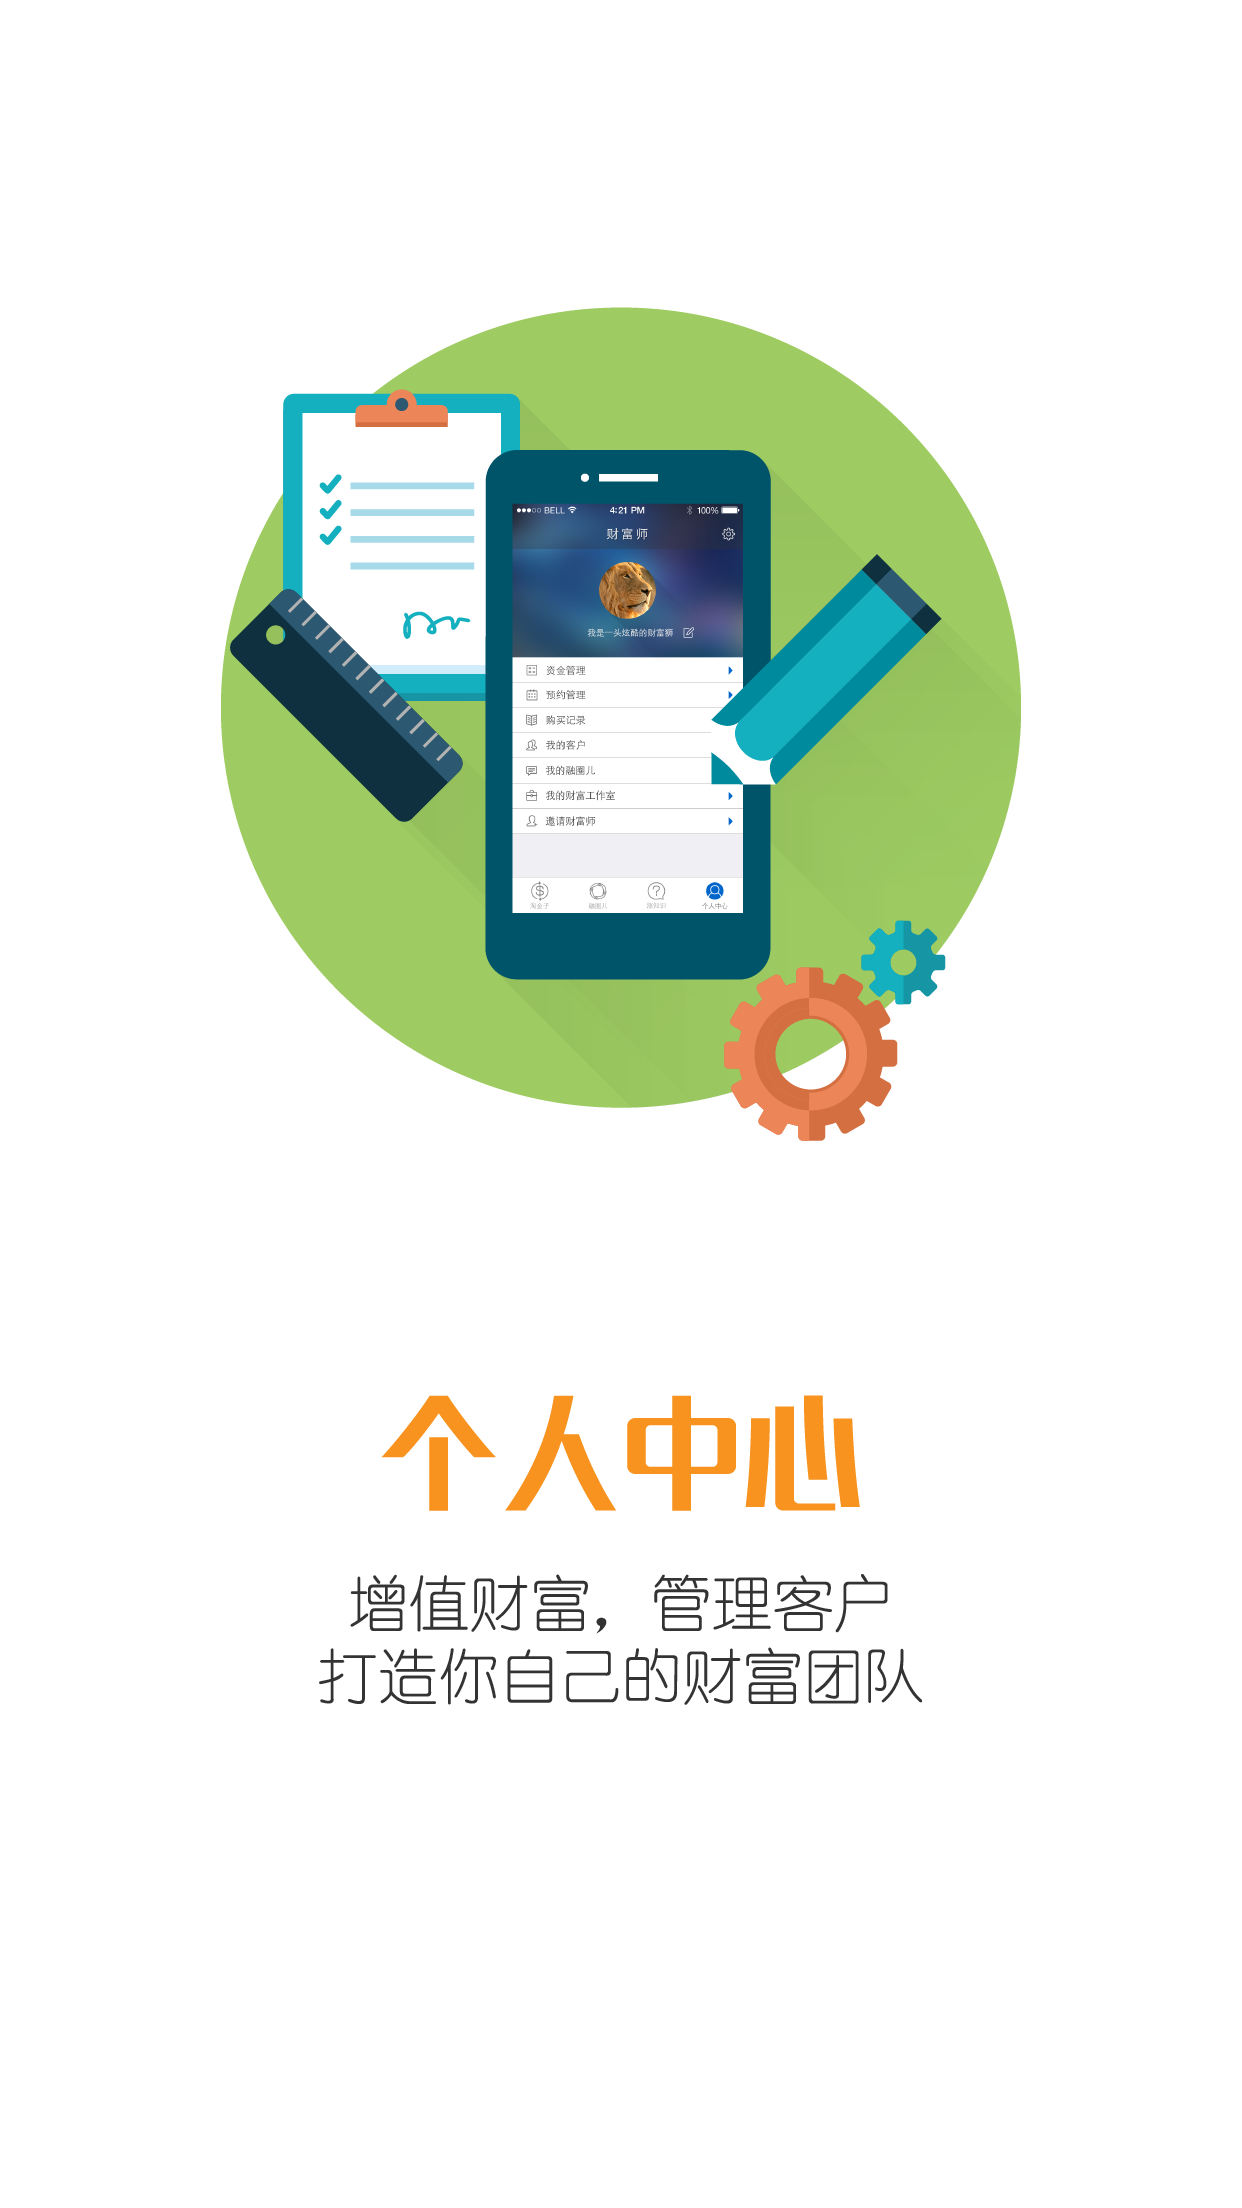 BELL 4:21 PM 100%
财富师
我是一头炫酷的财富狮
资金管理
预约管理
购买记录
我的客户
我的融圈儿
我的财富工作室
邀请财富师
淘金子 融圈儿 个人中心
个人中心
增值财富，管理客户
打造你自己的财富团队